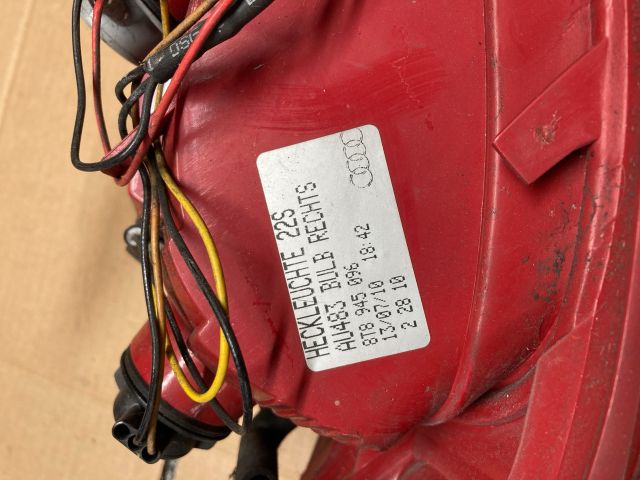 HECKLEUCHTE 22S
AU483 BULB RECHTS
8T8 945 096
13/07/10 18:42
2 28 10